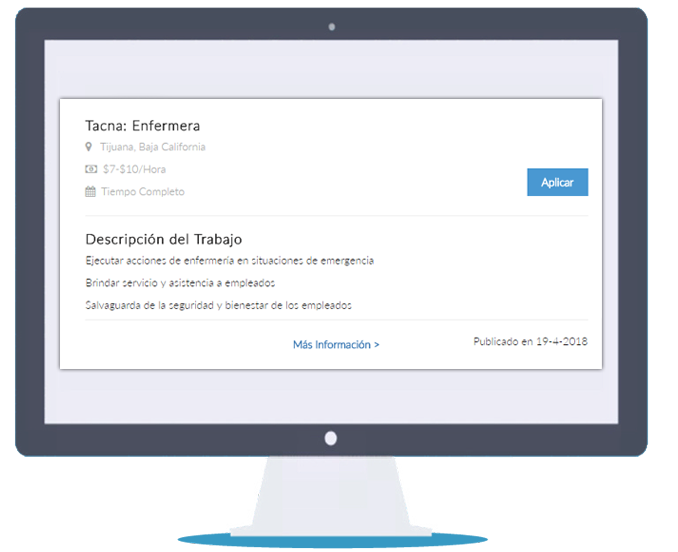 Tacna: Enfermera
Tijuana, Baja California
$7-$10/Hora
Tiempo Completo
Aplicar
Descripción del Trabajo
Ejecutar acciones de enfermería en situaciones de emergencia
Brindar servicio y asistencia a empleados
Salvaguarda de la seguridad y bienestar de los empleados
Más Información >
Publicado en 19-4-2018